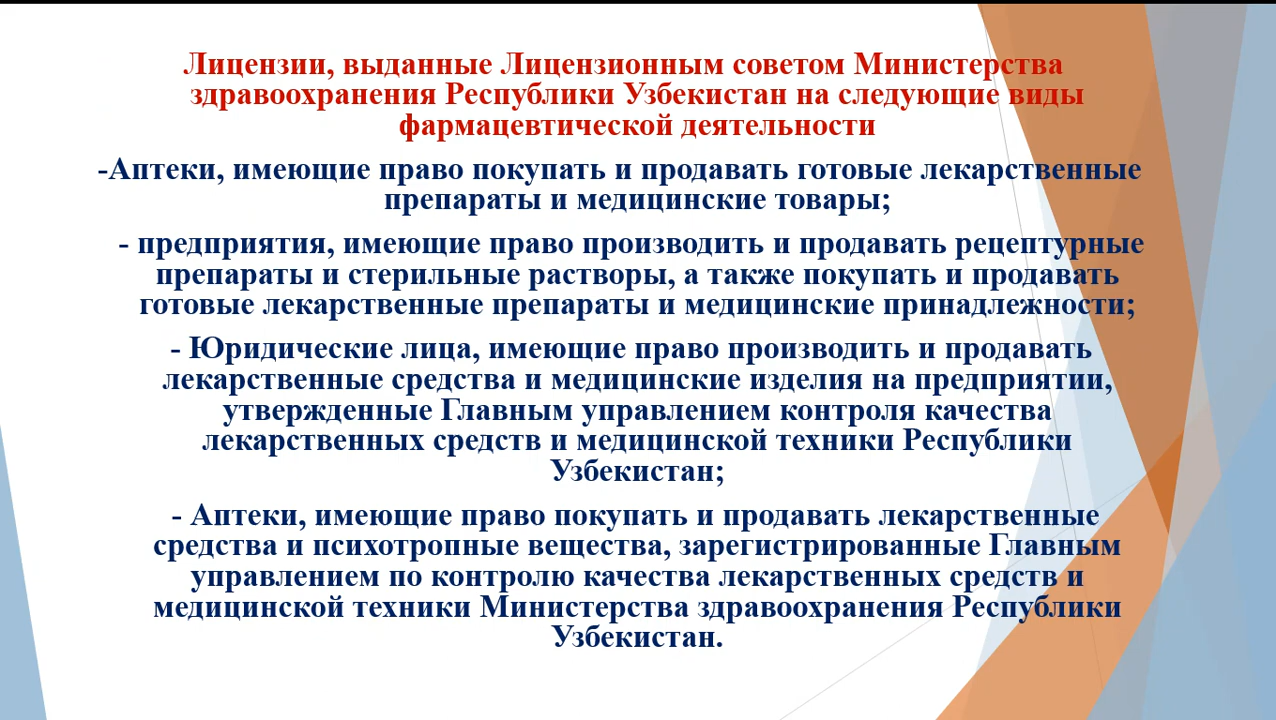 Лицензии, выданные Лицензионным советом Министерства
здравоохранения Республики Узбекистан на следующие виды
фармацевтической деятельности
-Аптеки, имеющие право покупать и продавать готовые лекарственные
препараты и медицинские товары;
- предприятия, имеющие право производить и продавать рецептурные
препараты и стерильные растворы, а также покупать и продавать
готовые лекарственные препараты и медицинские принадлежности;
- Юридические лица, имеющие право производить и продавать
лекарственные средства и медицинские изделия на предприятии,
утвержденные Главным управлением контроля качества
лекарственных средств и медицинской техники Республики
Узбекистан;
- Аптеки, имеющие право покупать и продавать лекарственные
средства и психотропные вещества, зарегистрированные Главным
управлением по контролю качества лекарственных средств и
медицинской техники Министерства здравоохранения Республики
Узбекистан.